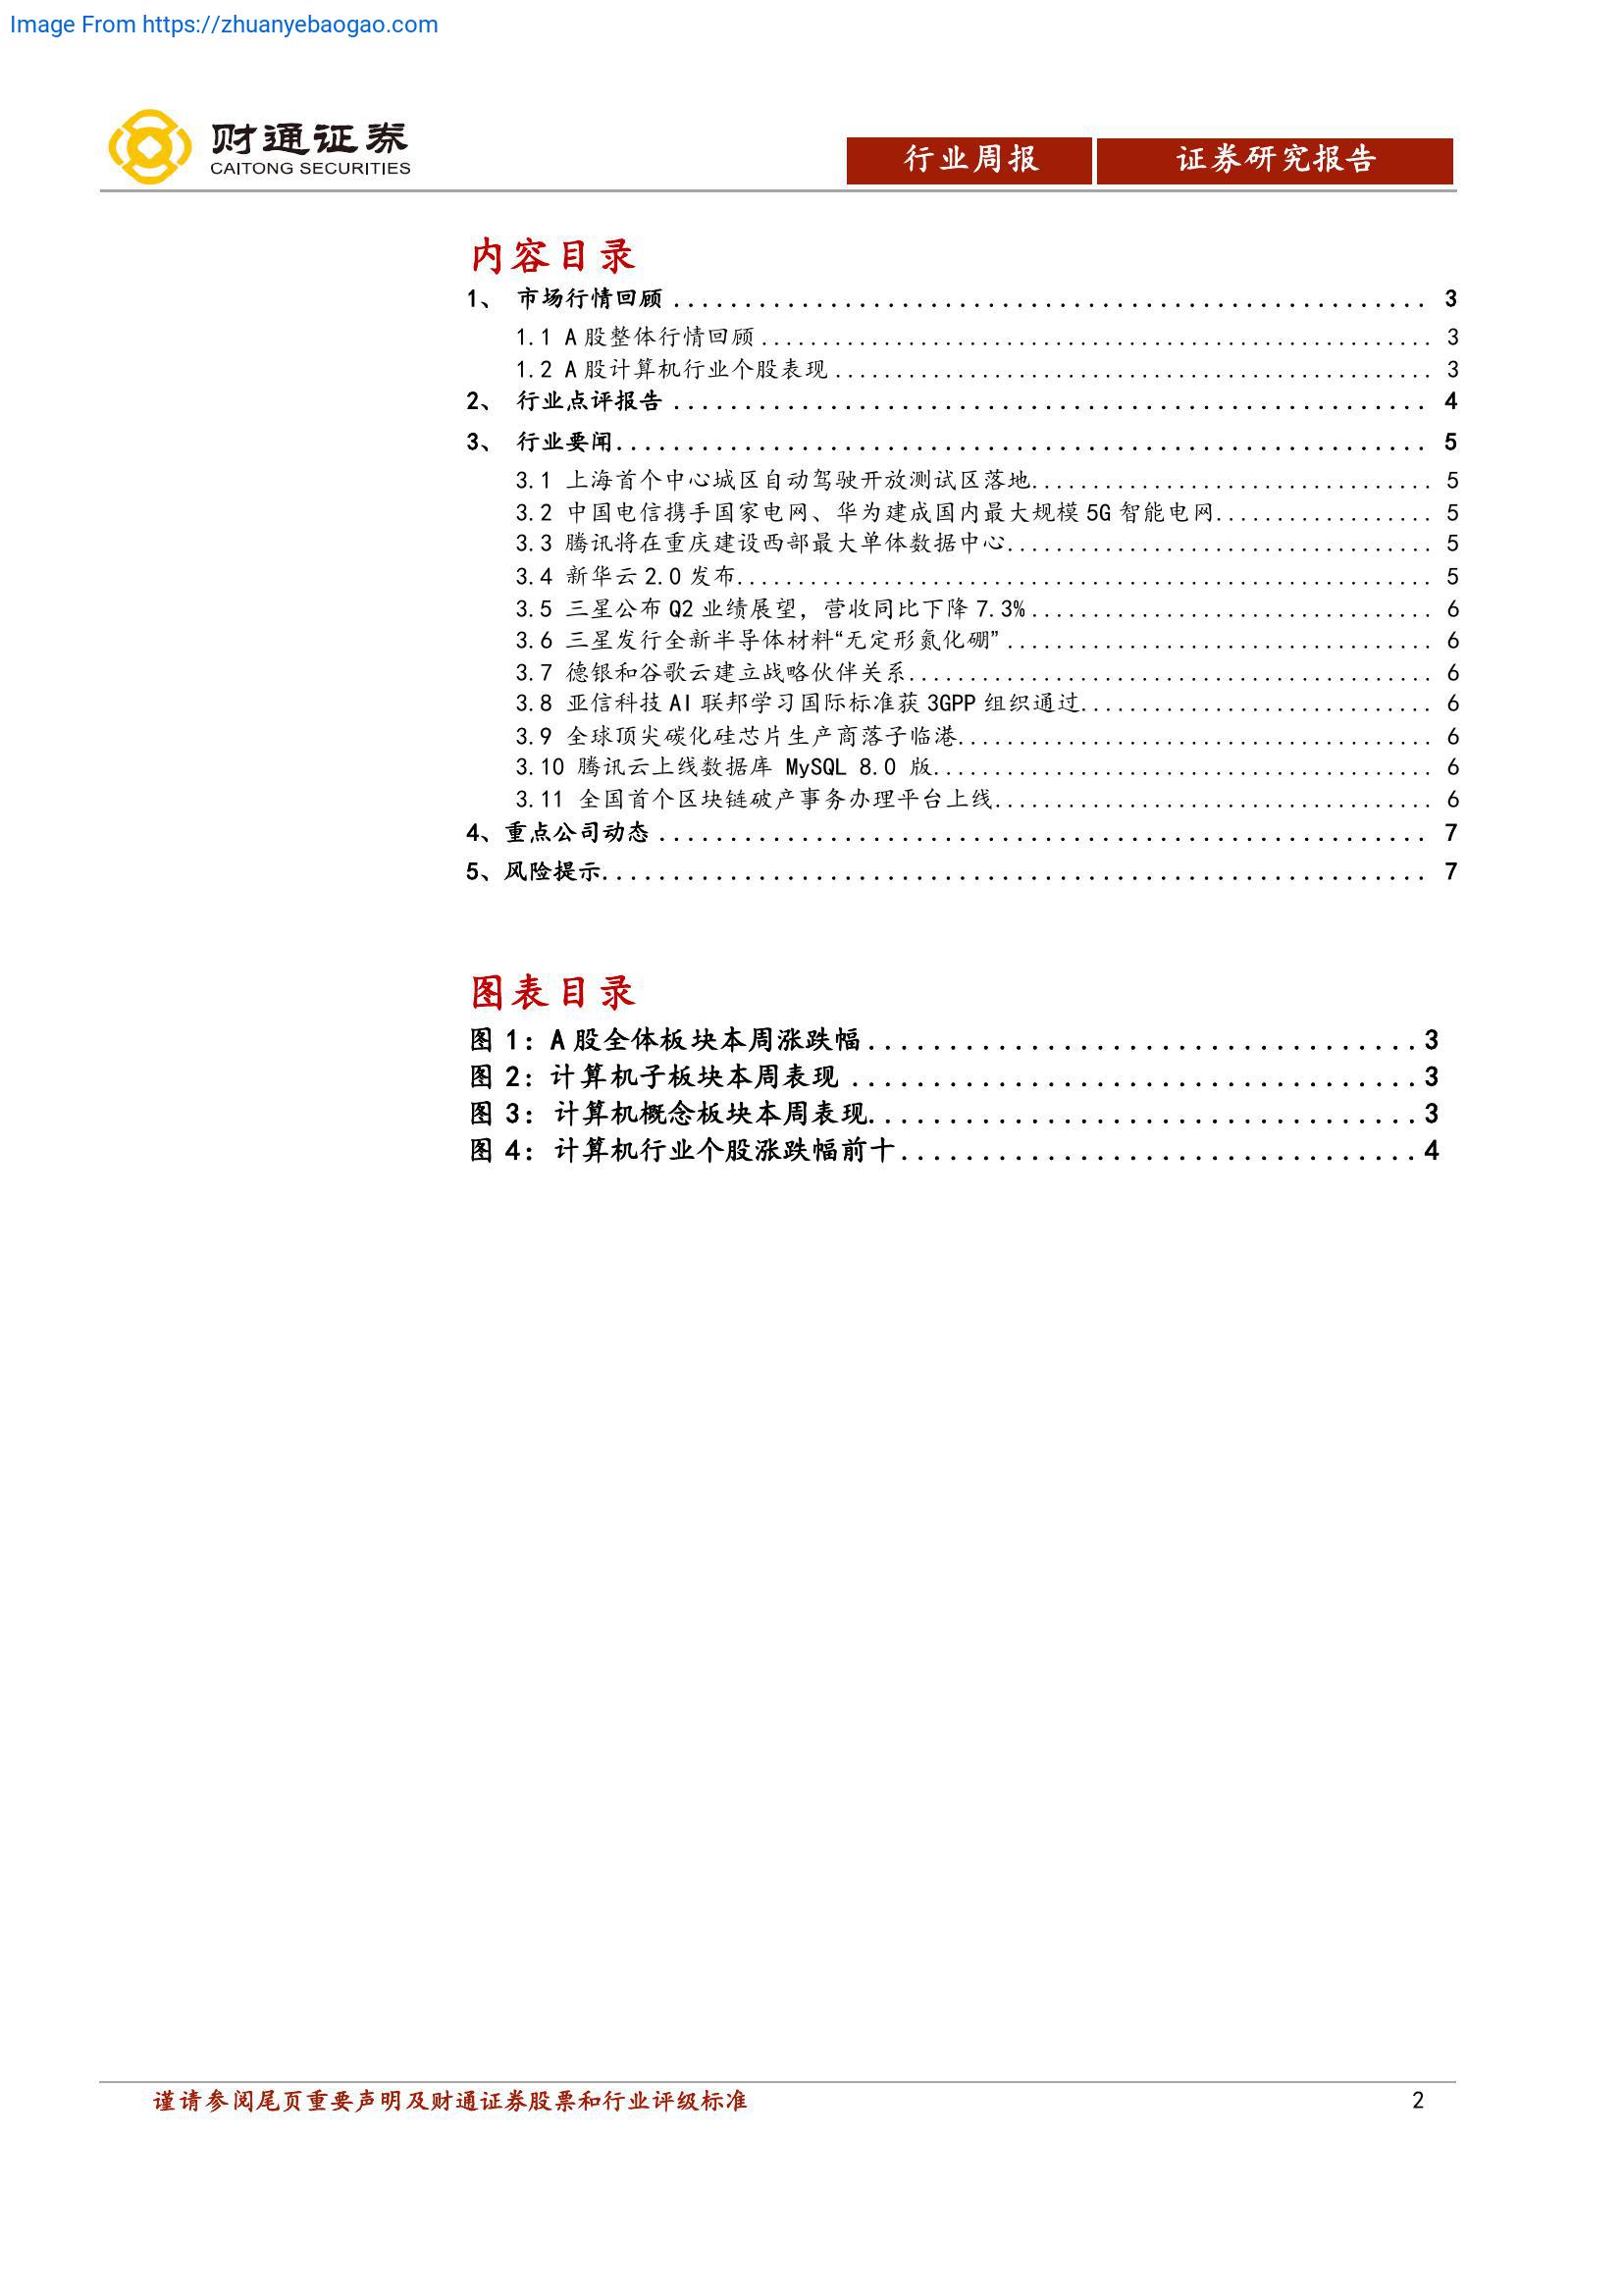 Image From https://zhuanyebaogao.com
财通证券
CAITONG SECURITIES
行业周报
证券研究报告
内容目录
1、 市场行情回顾 ..................................................... 3
1.1 A 股整体行情回顾 ..................................................... 3
1.2 A 股计算机行业个股表现 ..................................................... 3
2、 行业点评报告 ..................................................... 4
3、 行业要闻 ..................................................... 5
3.1 上海首个中心城区自动驾驶开放测试区落地 ................................. 5
3.2 中国电信携手国家电网、华为建成国内最大规模 5G 智能电网 .................. 5
3.3 腾讯将在重庆建设西部最大单体数据中心 ................................... 5
3.4 新华云 2.0 发布 ..................................................... 5
3.5 三星公布 Q2 业绩展望，营收同比下降 7.3% ................................. 6
3.6 三星发行全新半导体材料“无定形氮化硼” ................................... 6
3.7 德银和谷歌云建立战略伙伴关系 ........................................... 6
3.8 亚信科技 AI 联邦学习国际标准获 3GPP 组织通过 ............................. 6
3.9 全球顶尖碳化硅芯片生产商落子临港 ....................................... 6
3.10 腾讯云上线数据库 MySQL 8.0 版 ......................................... 6
3.11 全国首个区块链破产事务办理平台上线 .................................... 6
4、重点公司动态 ..................................................... 7
5、风险提示 ..................................................... 7
图表目录
图 1：A 股全体板块本周涨跌幅 .................................. 3
图 2：计算机子板块本周表现 ................................... 3
图 3：计算机概念板块本周表现 .................................. 3
图 4：计算机行业个股涨跌幅前十 ................................ 4
谨请参阅尾页重要声明及财通证券股票和行业评级标准
2